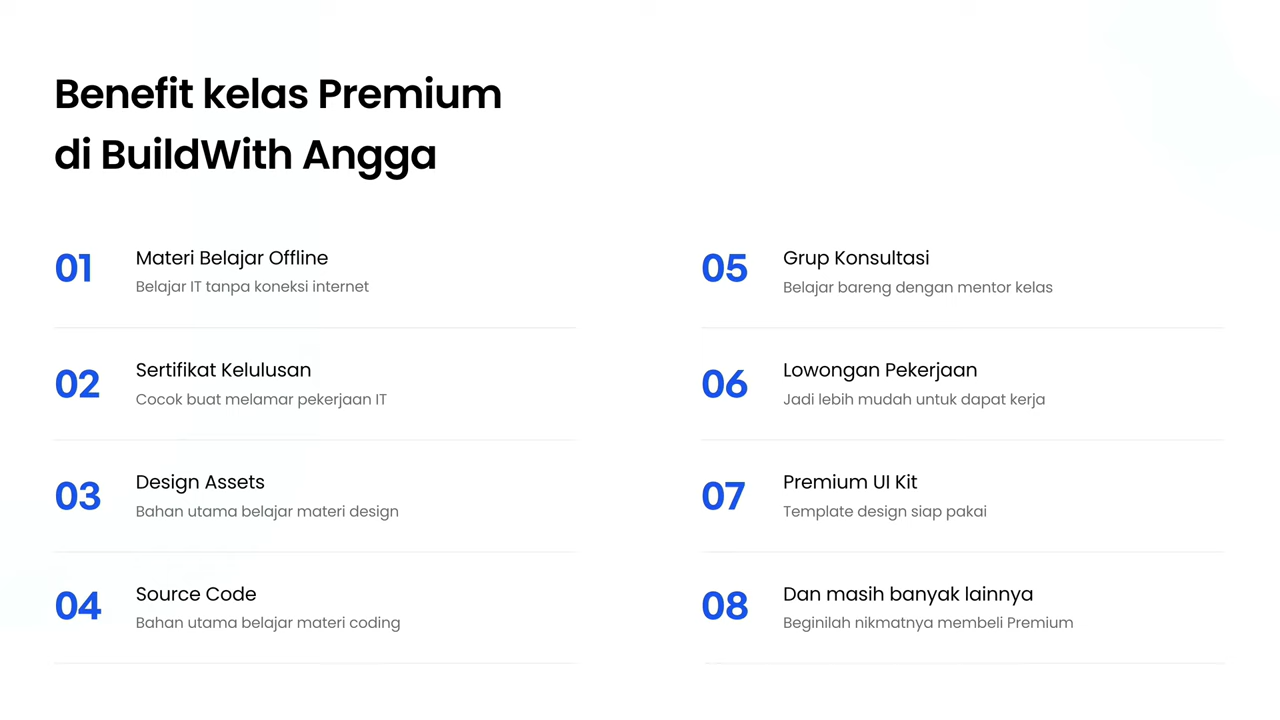 Benefit kelas Premium
di BuildWith Angga
01
Materi Belajar Offline
Belajar IT tanpa koneksi internet
02
Sertifikat Kelulusan
Cocok buat melamar pekerjaan IT
03
Design Assets
Bahan utama belajar materi design
04
Source Code
Bahan utama belajar materi coding
05
Grup Konsultasi
Belajar bareng dengan mentor kelas
06
Lowongan Pekerjaan
Jadi lebih mudah untuk dapat kerja
07
Premium UI Kit
Template design siap pakai
08
Dan masih banyak lainnya
Beginilah nikmatnya membeli Premium